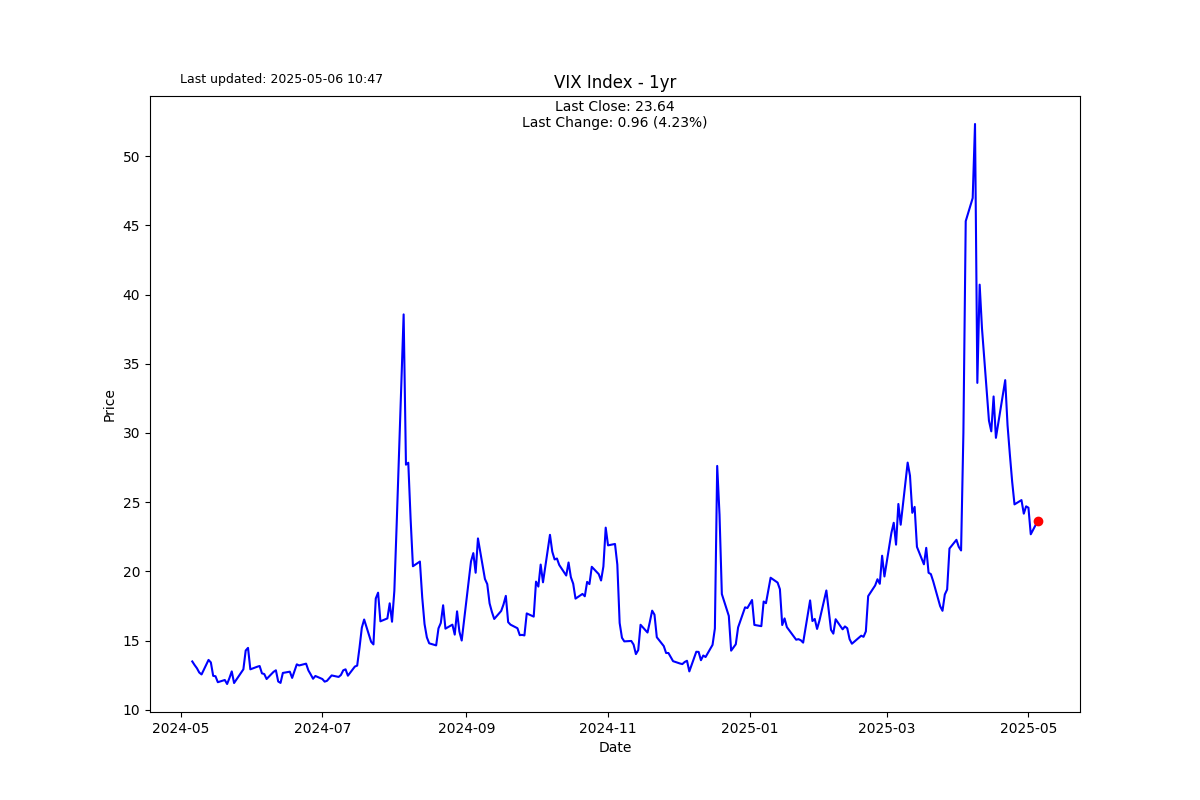 Last updated: 2025-05-06 10:47
VIX Index - 1yr
Last Close: 23.64
Last Change: 0.96 (4.23%)
50
45
40
35
30
25
20
15
10
Price
2024-05 2024-07 2024-09 2024-11 2025-01 2025-03 2025-05
Date